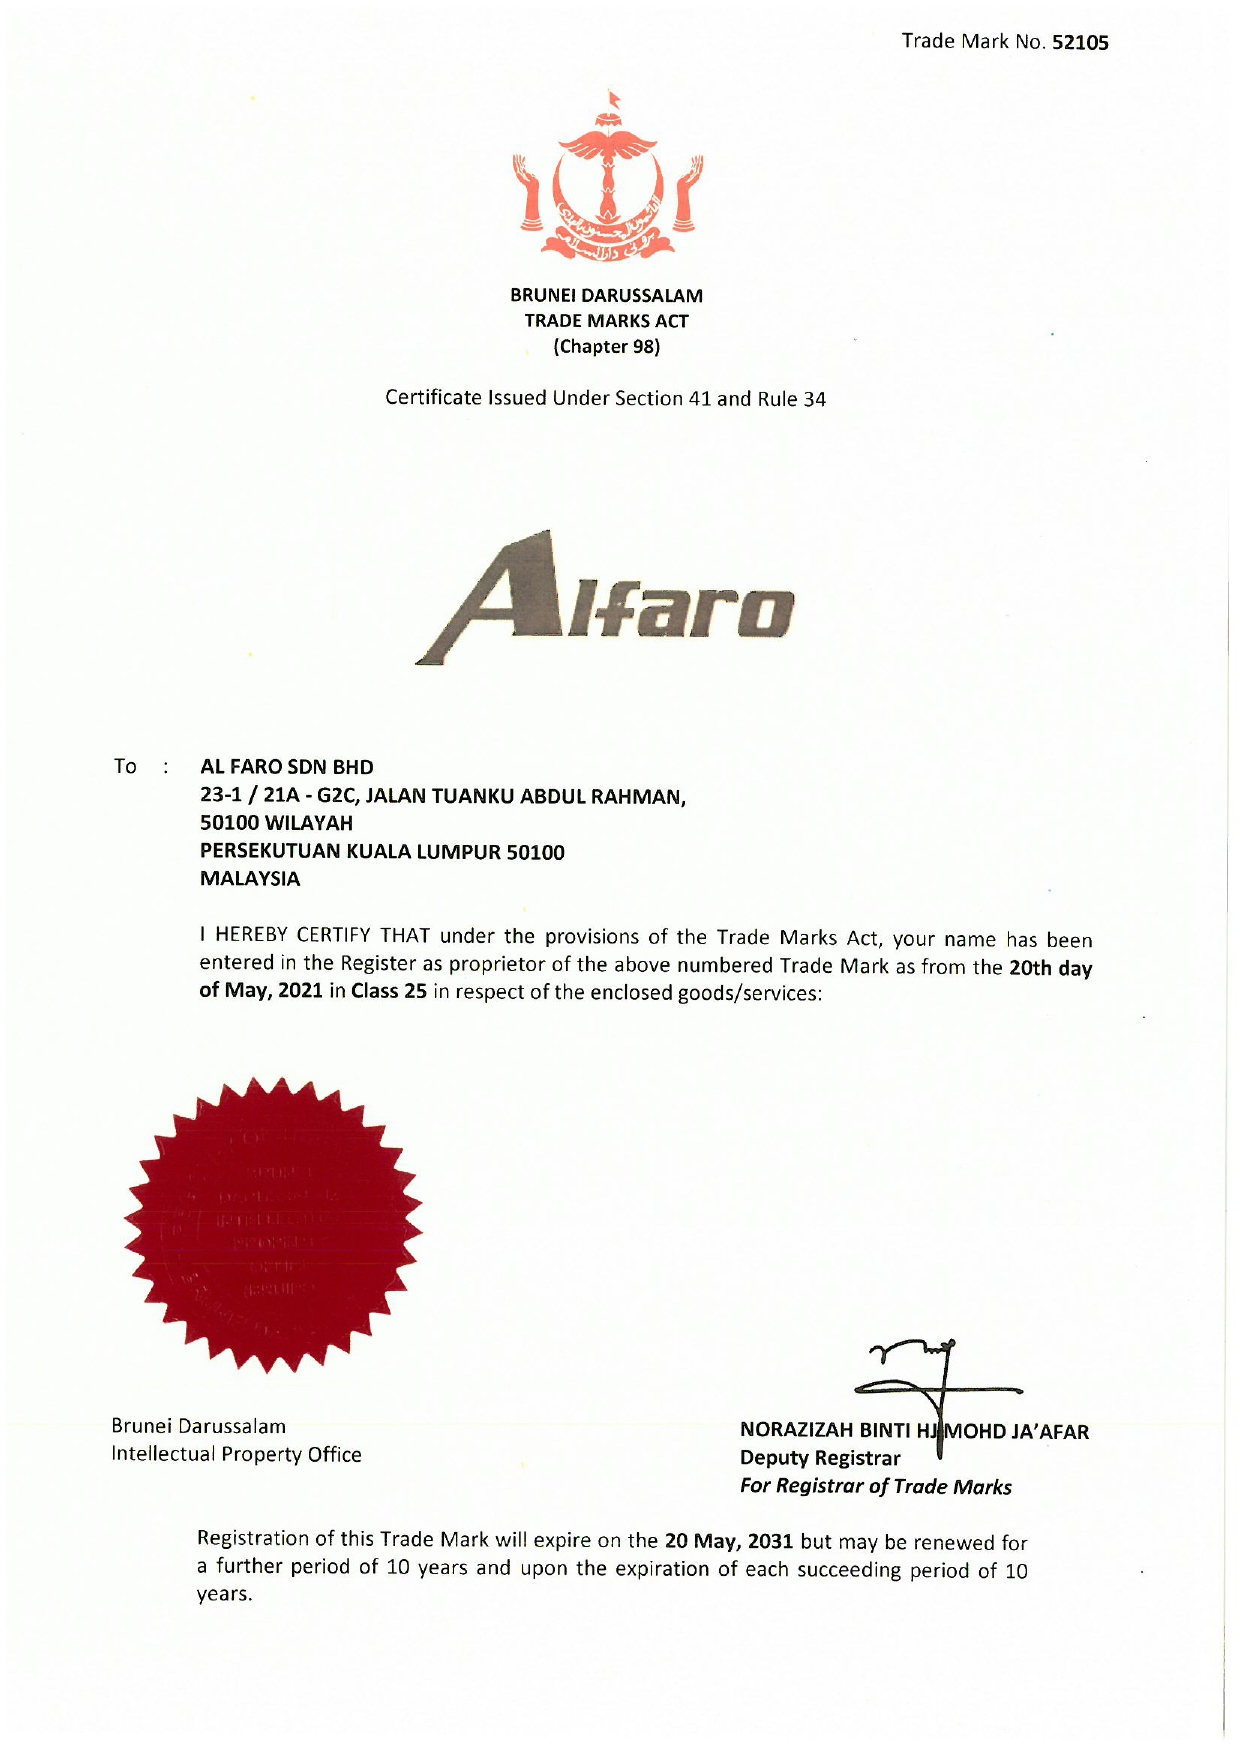 Trade Mark No. 52105
BRUNEI DARUSSALAM
TRADE MARKS ACT
(Chapter 98)
Certificate Issued Under Section 41 and Rule 34
Alfaro
To : AL FARO SDN BHD
23-1 / 21A - G2C, JALAN TUANKU ABDUL RAHMAN,
50100 WILAYAH
PERSEKUTUAN KUALA LUMPUR 50100
MALAYSIA
I HEREBY CERTIFY THAT under the provisions of the Trade Marks Act, your name has been
entered in the Register as proprietor of the above numbered Trade Mark as from the 20th day
of May, 2021 in Class 25 in respect of the enclosed goods/services:
Brunei Darussalam
Intellectual Property Office
NORAZIZAH BINTI HJ MOHD JA'AFAR
Deputy Registrar
For Registrar of Trade Marks
Registration of this Trade Mark will expire on the 20 May, 2031 but may be renewed for
a further period of 10 years and upon the expiration of each succeeding period of 10
years.